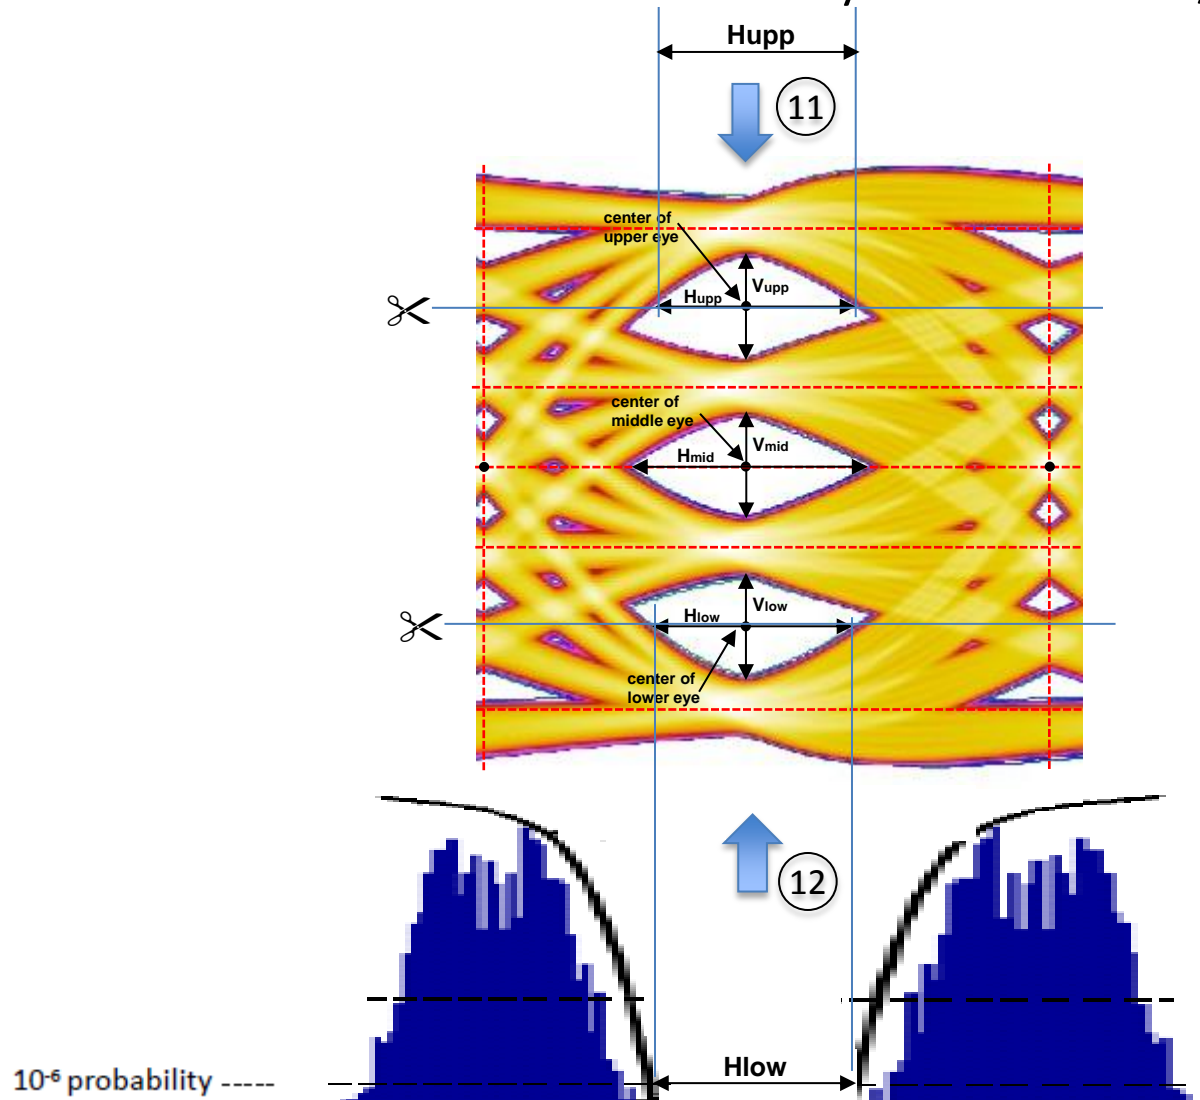 Hupp
11
center of
upper eye
Vupp
Hupp
center of
middle eye
Vmid
Hmid
Vlow
Hlow
center of
lower eye
12
Hlow
10⁻⁶ probability -----